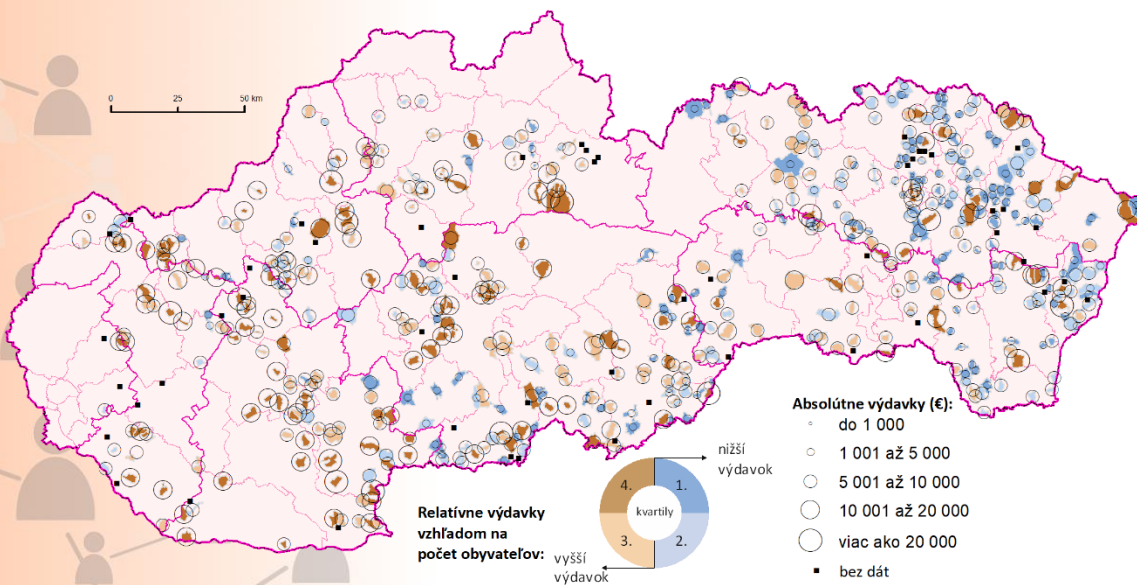 0 25 50 km
Absolútne výdavky (€):
do 1 000
1 001 až 5 000
5 001 až 10 000
10 001 až 20 000
viac ako 20 000
bez dát
Relatívne výdavky
vzhľadom na
počet obyvateľov:
nižší
výdavok
4. 1.
kvartily
3. 2.
vyšší
výdavok